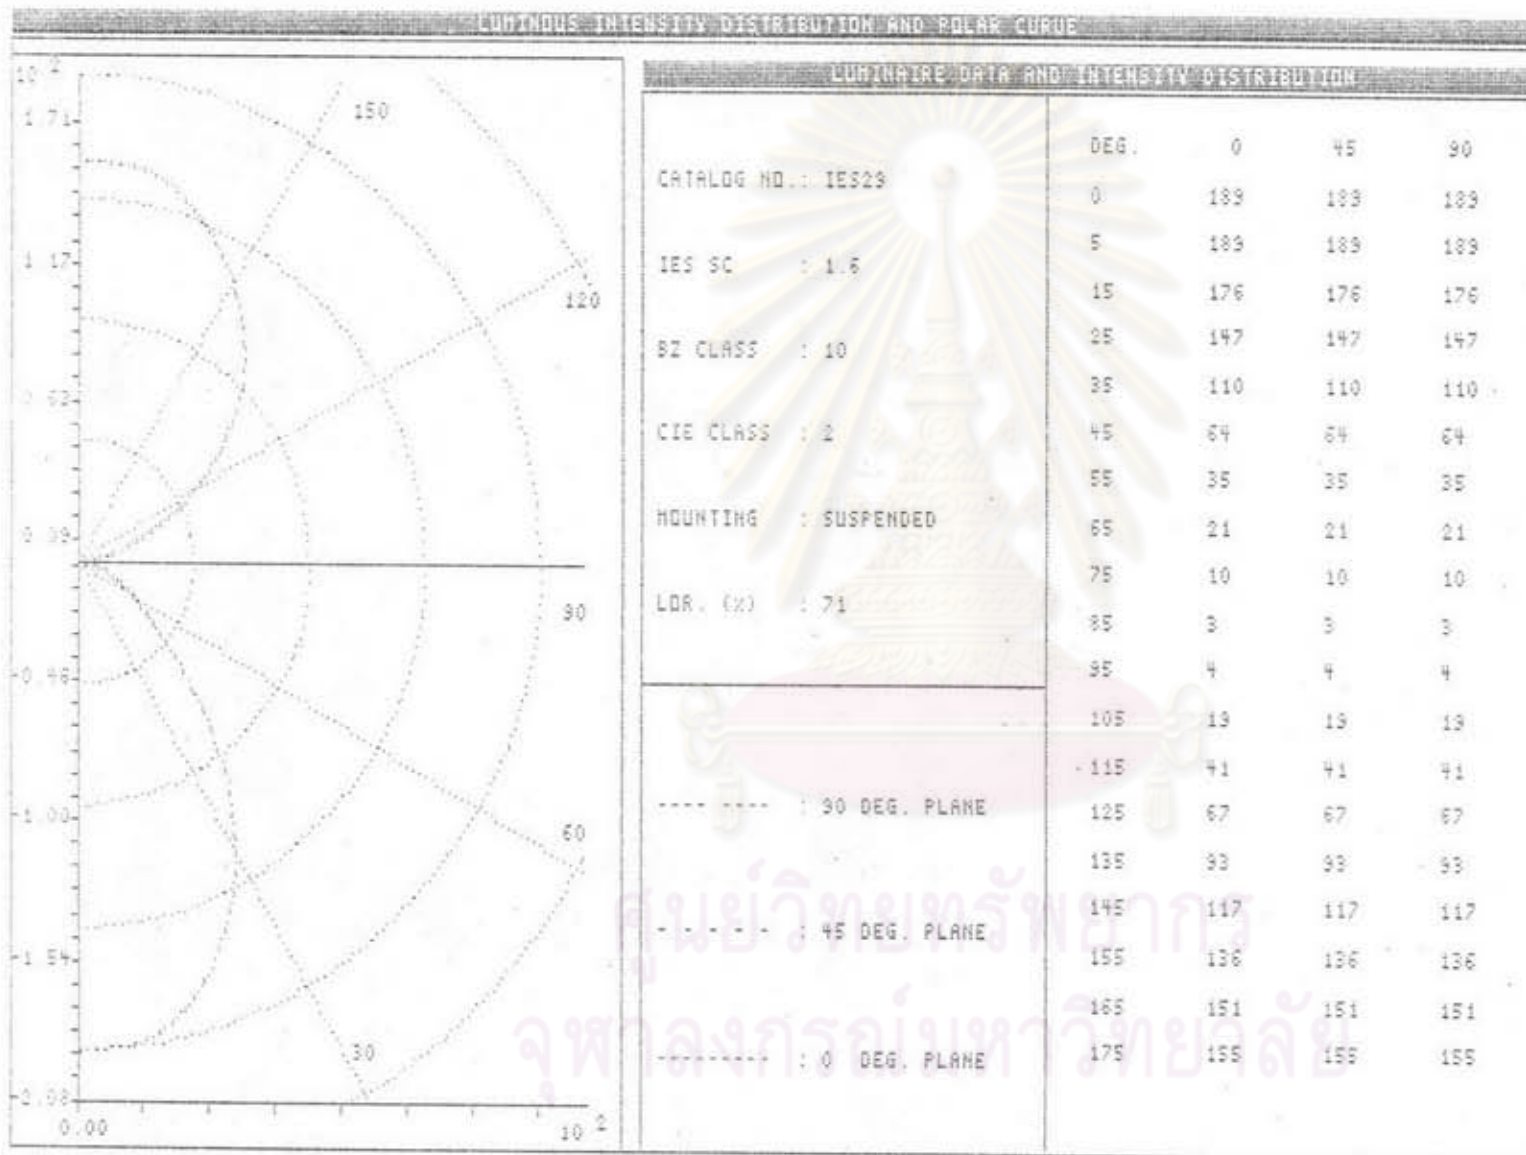 LUMINOUS INTENSITY DISTRIBUTION AND POLAR CURVE
10 2
1.71
1.17
0.63
0.09
-1.00
-1.54
-2.08
0.00
10 2
150
120
90
60
30
LUMINAIRE DATA AND INTENSITY DISTRIBUTION
CATALOG NO.: IES29
IES SC : 1.6
BZ CLASS : 10
CIE CLASS : 2
MOUNTING : SUSPENDED
LOR. (%) : 71
---- ---- : 90 DEG. PLANE
- - - - - - : 45 DEG. PLANE
--------- : 0 DEG. PLANE
DEG. 0 45 90
0 189 189 189
5 189 189 189
15 176 176 176
25 147 147 147
35 110 110 110
45 64 64 64
55 35 35 35
65 21 21 21
75 10 10 10
85 3 3 3
95 4 4 4
105 19 19 19
115 41 41 41
125 67 67 67
135 93 93 93
145 117 117 117
155 136 136 136
165 151 151 151
175 155 155 155
ศูนย์วิทยทรัพยากร
จุฬาลงกรณ์มหาวิทยาลัย